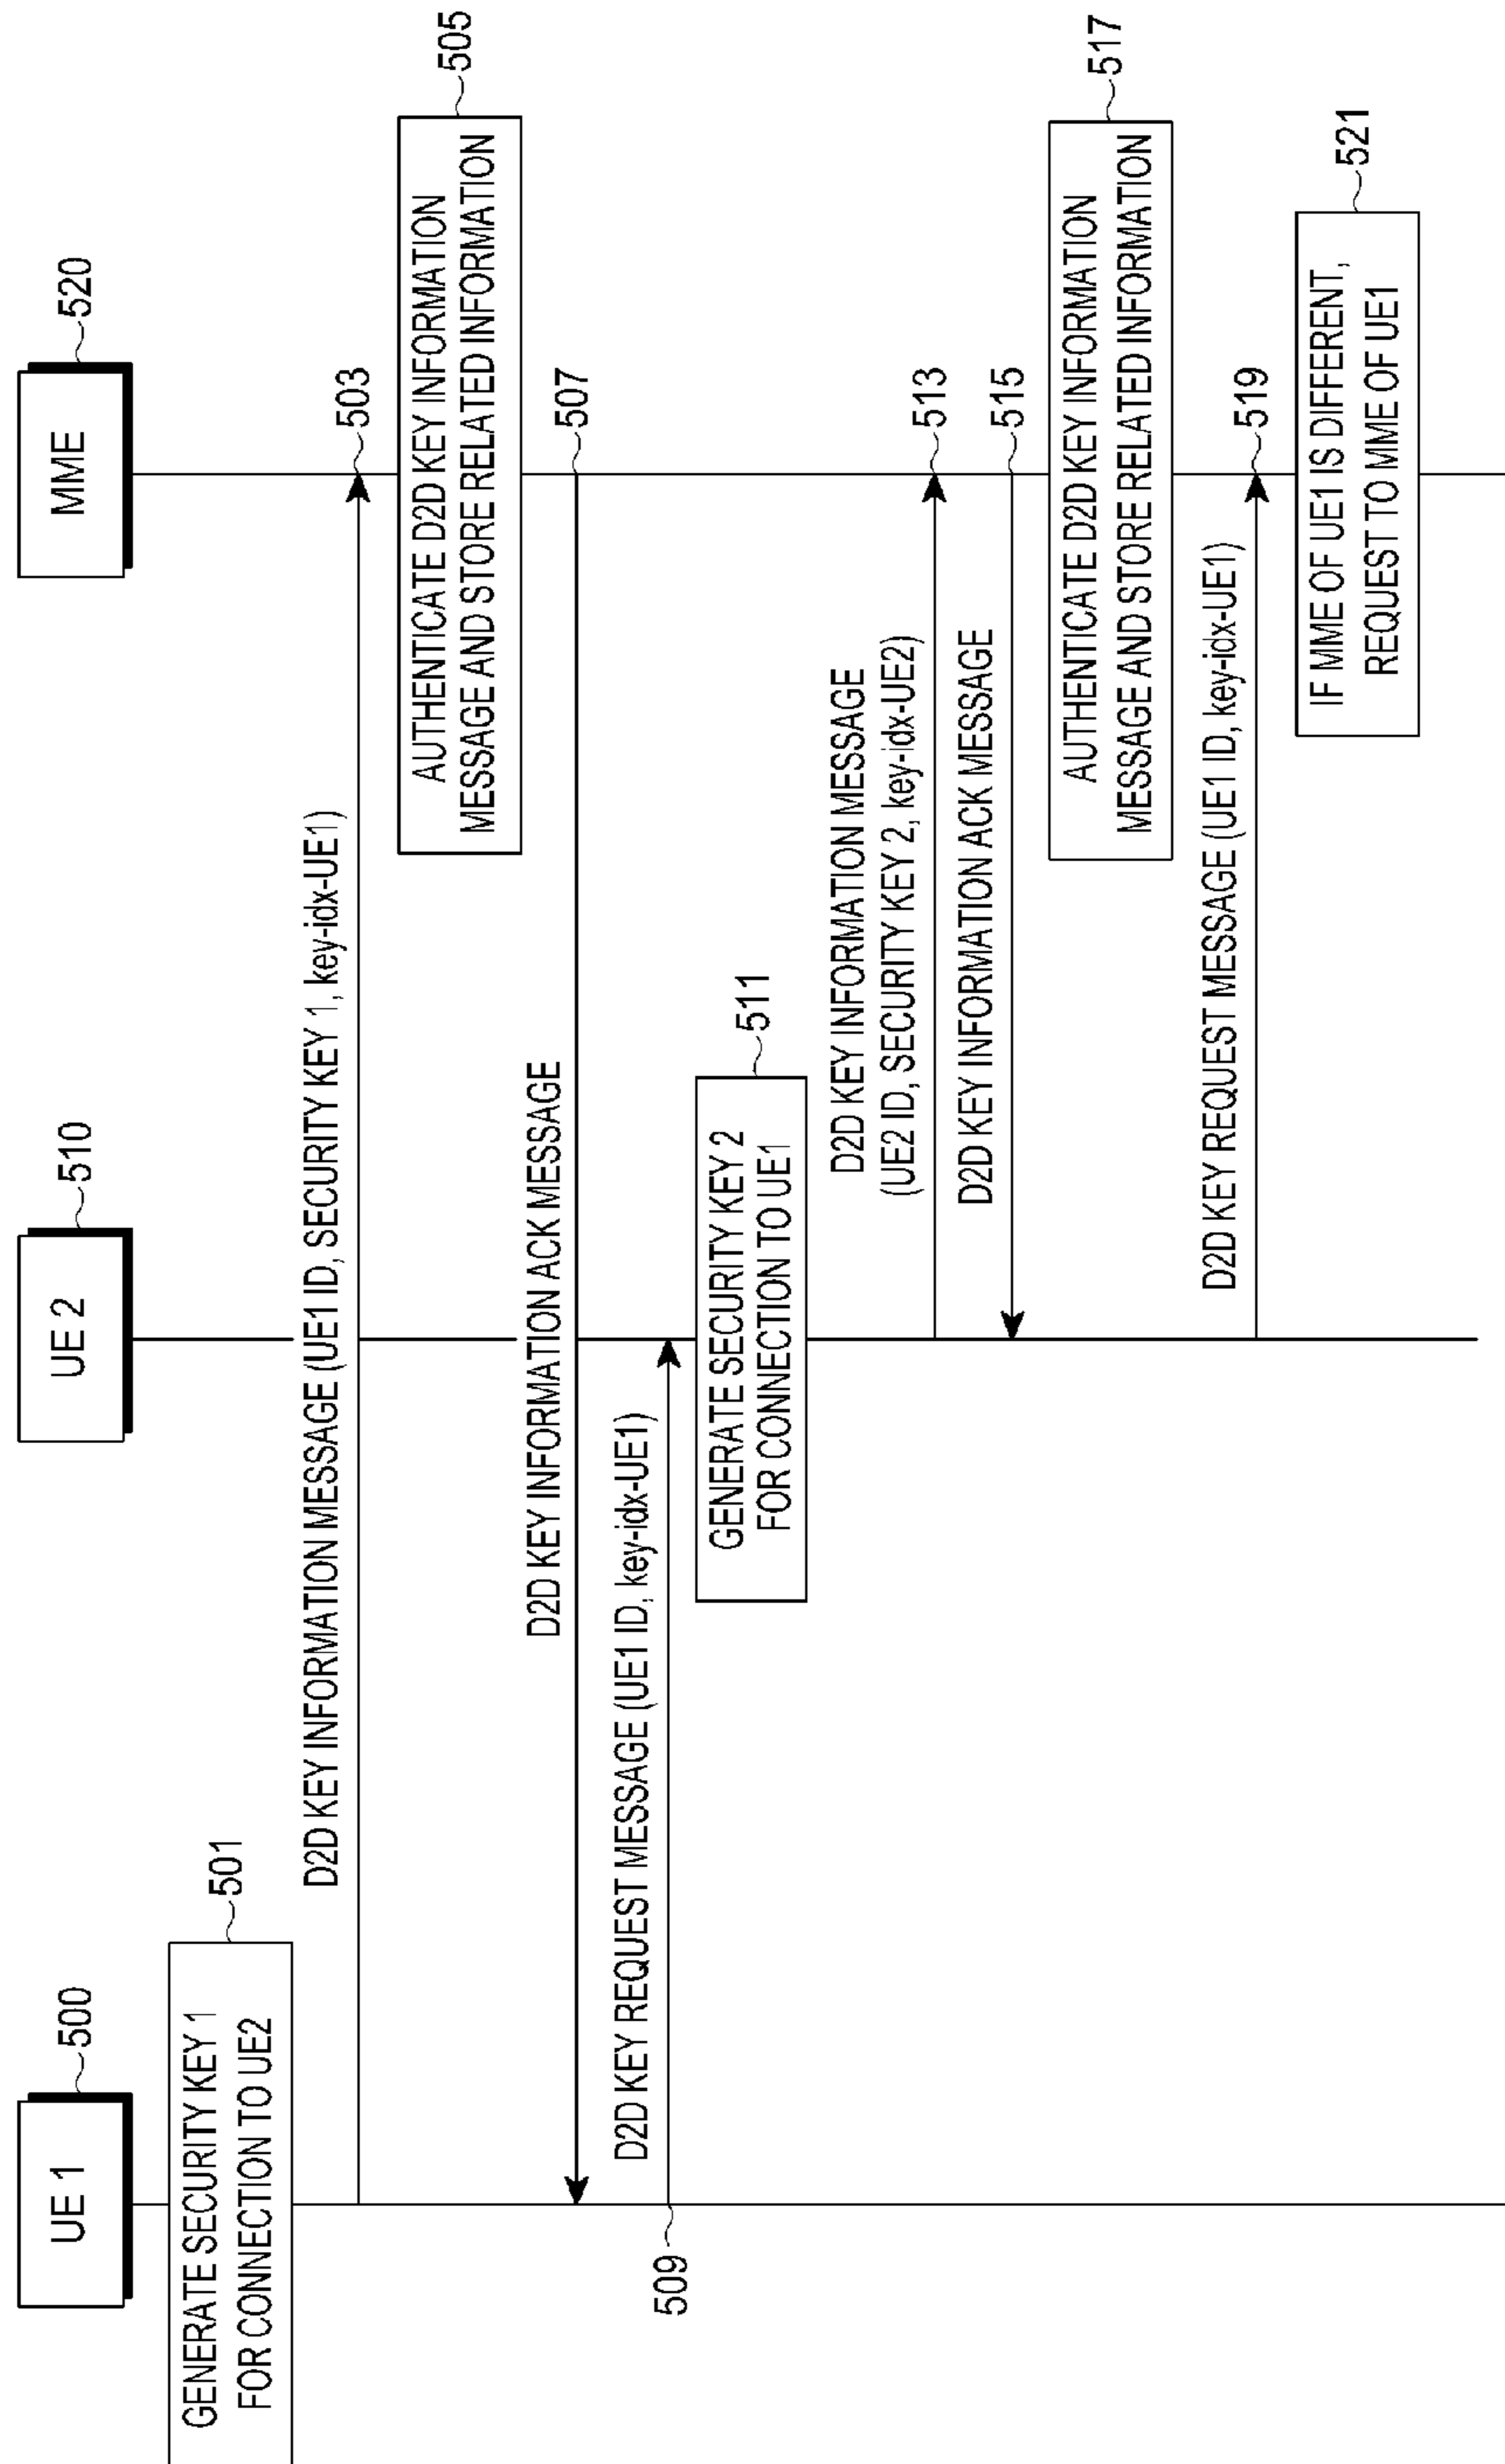 UE 1
500
UE 2
510
MME
520
GENERATE SECURITY KEY 1
FOR CONNECTION TO UE2
501
D2D KEY INFORMATION MESSAGE (UE1 ID, SECURITY KEY 1, key-idx-UE1)
503
AUTHENTICATE D2D KEY INFORMATION
MESSAGE AND STORE RELATED INFORMATION
505
D2D KEY INFORMATION ACK MESSAGE
507
D2D KEY REQUEST MESSAGE (UE1 ID, key-idx-UE1)
509
GENERATE SECURITY KEY 2
FOR CONNECTION TO UE1
511
D2D KEY INFORMATION MESSAGE
(UE2 ID, SECURITY KEY 2, key-idx-UE2)
513
D2D KEY INFORMATION ACK MESSAGE
515
AUTHENTICATE D2D KEY INFORMATION
MESSAGE AND STORE RELATED INFORMATION
517
D2D KEY REQUEST MESSAGE (UE1 ID, key-idx-UE1)
519
IF MME OF UE1 IS DIFFERENT,
REQUEST TO MME OF UE1
521